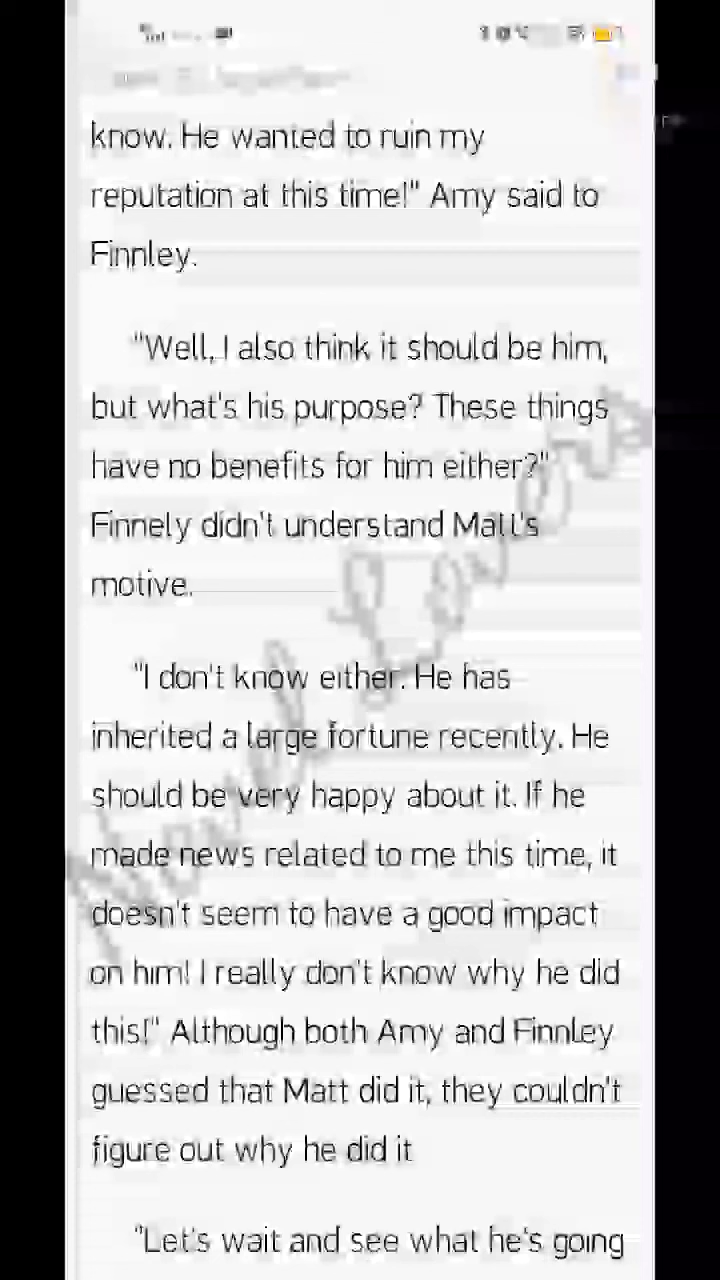 know. He wanted to ruin my
reputation at this time!" Amy said to
Finnley.
"Well, I also think it should be him,
but what's his purpose? These things
have no benefits for him either?"
Finnely didn't understand Matt's
motive.
"I don't know either. He has
inherited a large fortune recently. He
should be very happy about it. If he
made news related to me this time, it
doesn't seem to have a good impact
on him! I really don't know why he did
this!" Although both Amy and Finnley
guessed that Matt did it, they couldn't
figure out why he did it
"Let's wait and see what he's going
Novel Lovers